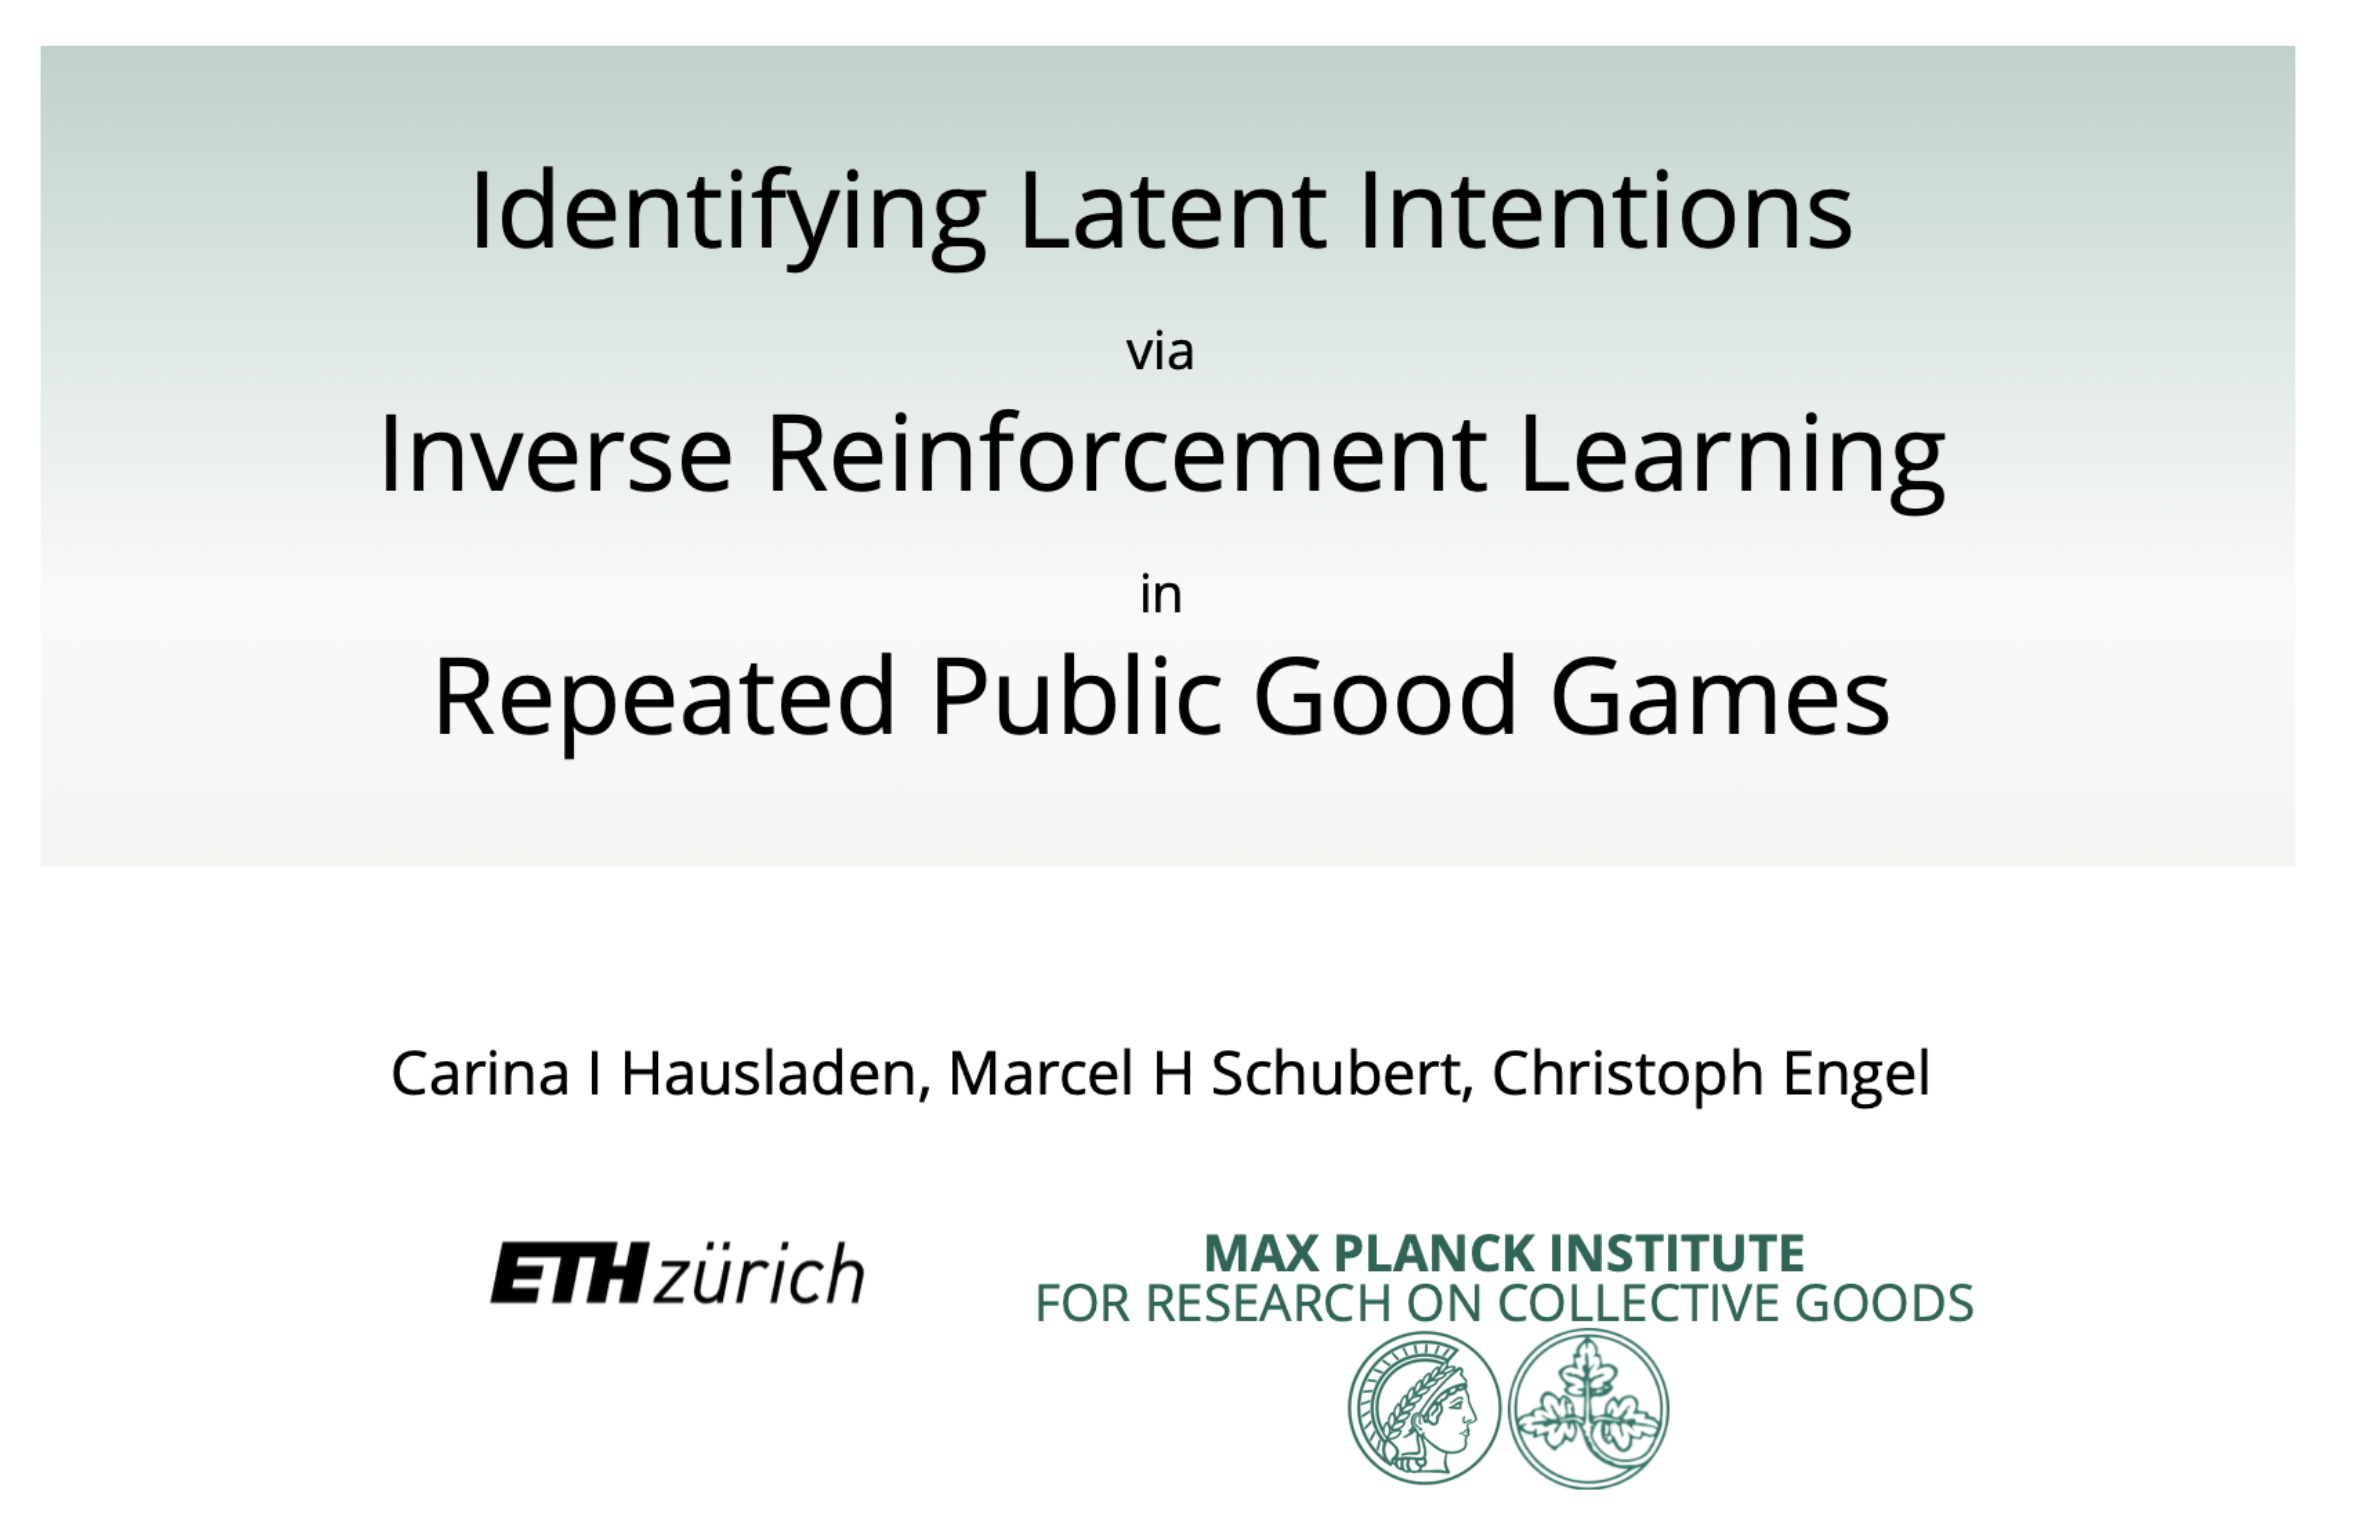 Identifying Latent Intentions
via
Inverse Reinforcement Learning
in
Repeated Public Good Games
Carina I Hausladen, Marcel H Schubert, Christoph Engel
ETH zürich
MAX PLANCK INSTITUTE
FOR RESEARCH ON COLLECTIVE GOODS